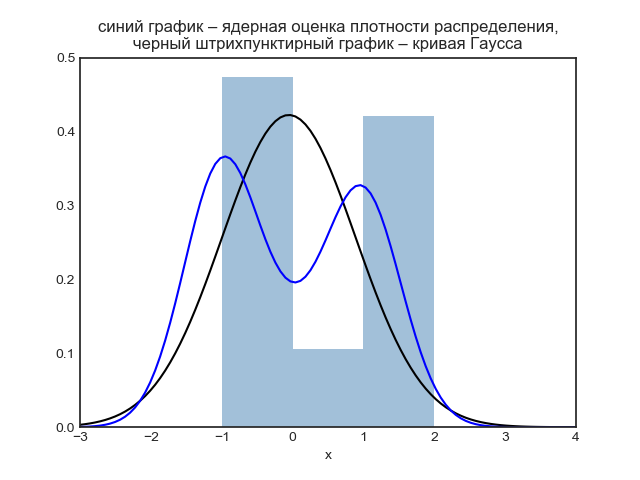 синий график – ядерная оценка плотности распределения,
черный штрихпунктирный график – кривая Гаусса
0.5
0.4
0.3
0.2
0.1
0.0
−3 −2 −1 0 1 2 3 4
x